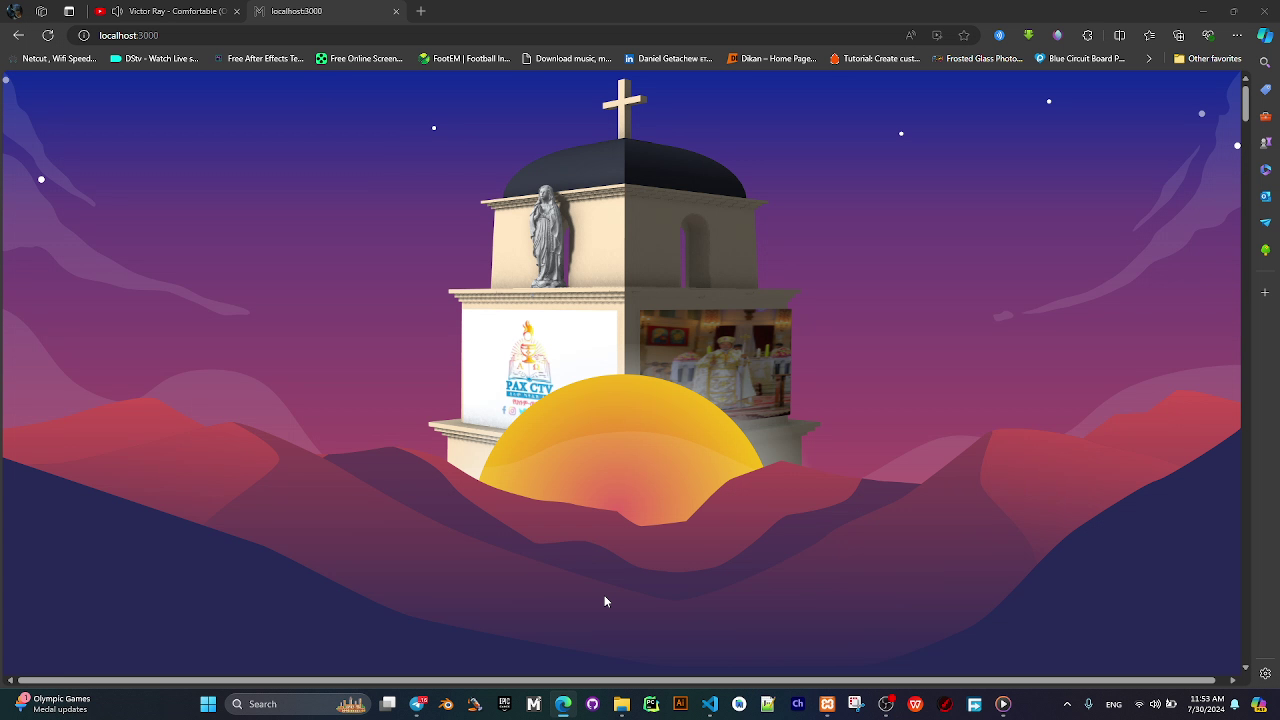 Victor Ray - Comfortable (O
localhost:3000
localhost:3000
Netcut , Wifi Speed...
DStv - Watch Live s...
Free After Effects Te...
Free Online Screen...
FootEM | Football In...
Download music, m...
Daniel Getachew የ...
Dikan – Home Page...
Tutorial: Create cust...
Frosted Glass Photo...
Blue Circuit Board P...
Other favorites
Α Ω
PAX CTV
Olympic Games
Medal updates
Search
11:53 AM
7/30/2024